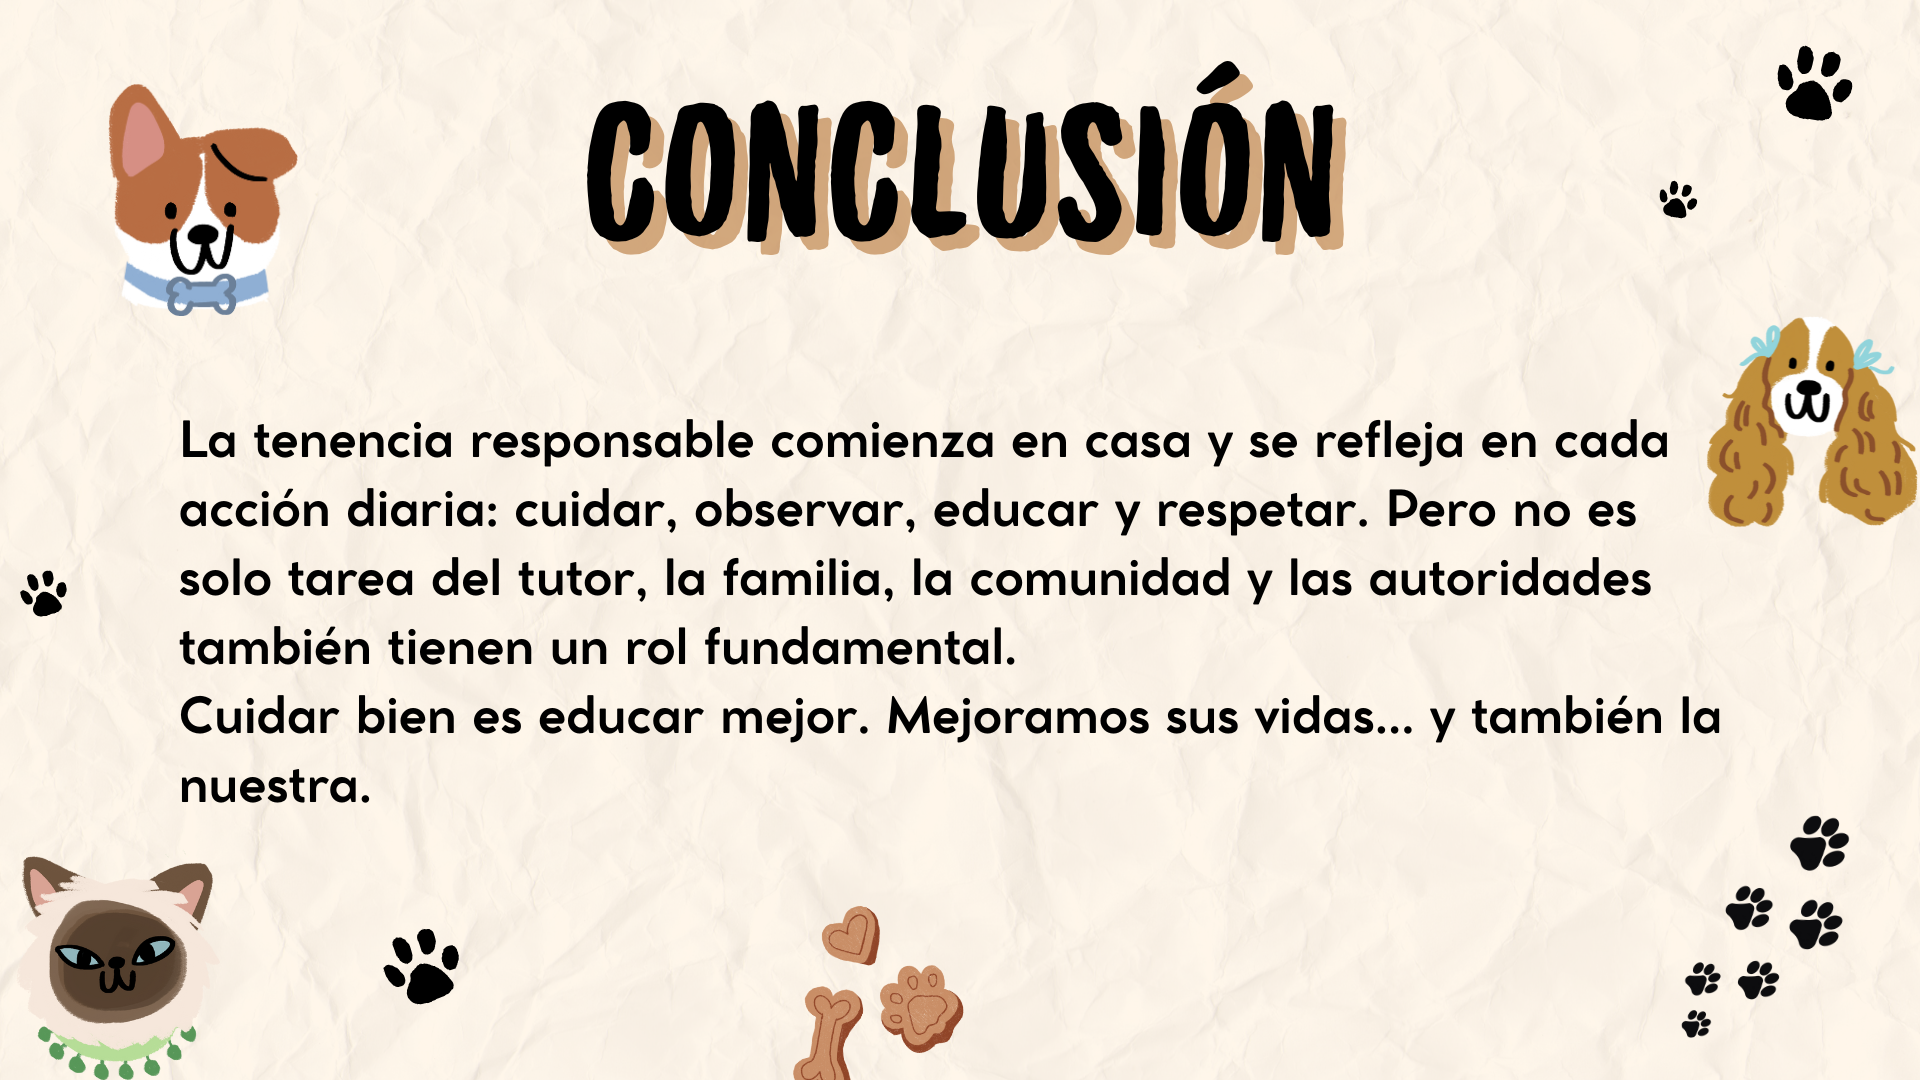 CONCLUSIÓN
La tenencia responsable comienza en casa y se refleja en cada
acción diaria: cuidar, observar, educar y respetar. Pero no es
solo tarea del tutor, la familia, la comunidad y las autoridades
también tienen un rol fundamental.
Cuidar bien es educar mejor. Mejoramos sus vidas... y también la
nuestra.